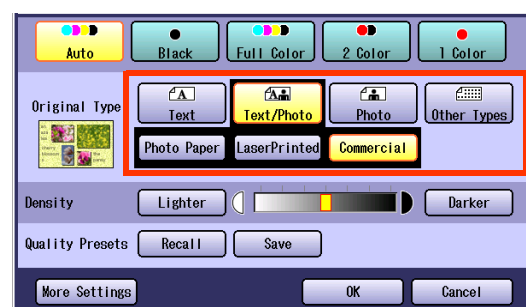 Auto Black Full Color 2 Color 1 Color
Original Type
Text Text/Photo Photo Other Types
Photo Paper LaserPrinted Commercial
Density Lighter Darker
Quality Presets Recall Save
More Settings OK Cancel